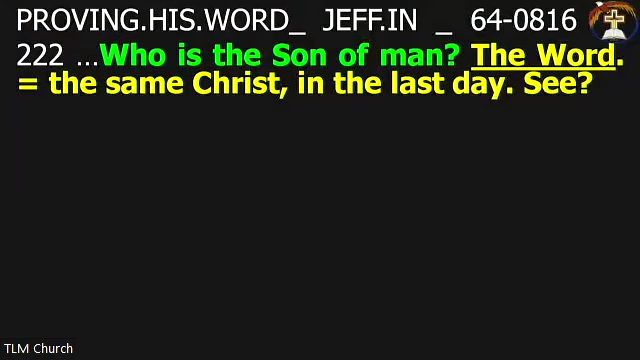 PROVING.HIS.WORD_ JEFF.IN _ 64-0816
222 ...Who is the Son of man? The Word.
= the same Christ, in the last day. See?
TLM Church